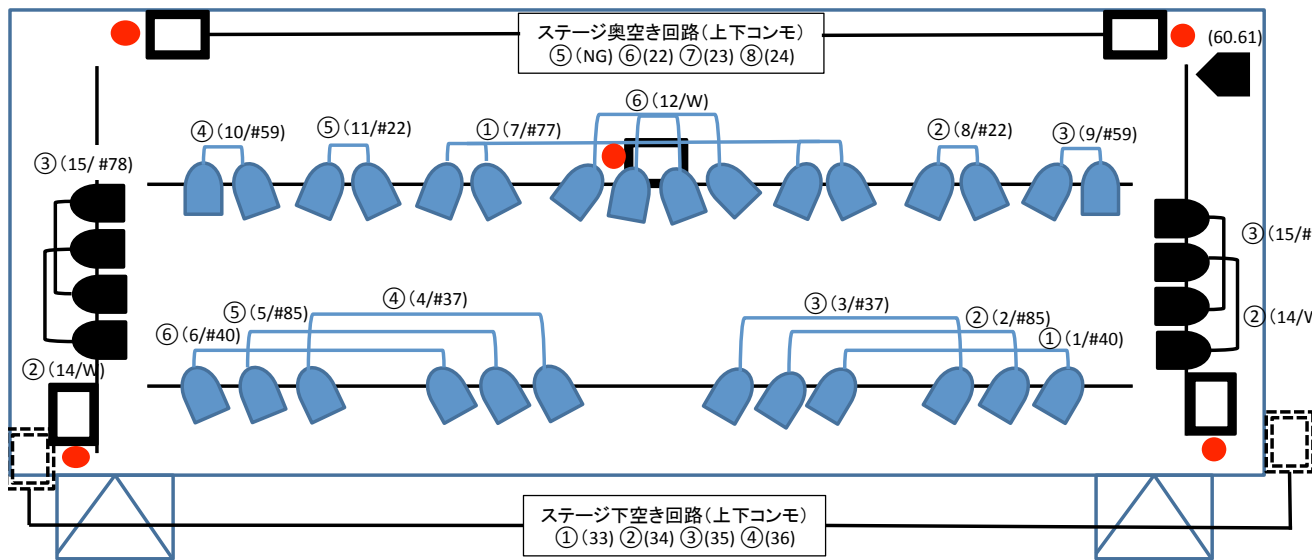 ステージ奥空き回路(上下コンモ)
⑤(NG) ⑥(22) ⑦(23) ⑧(24)
(60.61)
⑥(12/W)
④(10/#59)
⑤(11/#22)
①(7/#77)
②(8/#22)
③(9/#59)
③(15/ #78)
③(15/#
④(4/#37)
③(3/#37)
⑤(5/#85)
②(2/#85)
②(14/W
⑥(6/#40)
①(1/#40)
②(14/W)
ステージ下空き回路(上下コンモ)
①(33) ②(34) ③(35) ④(36)